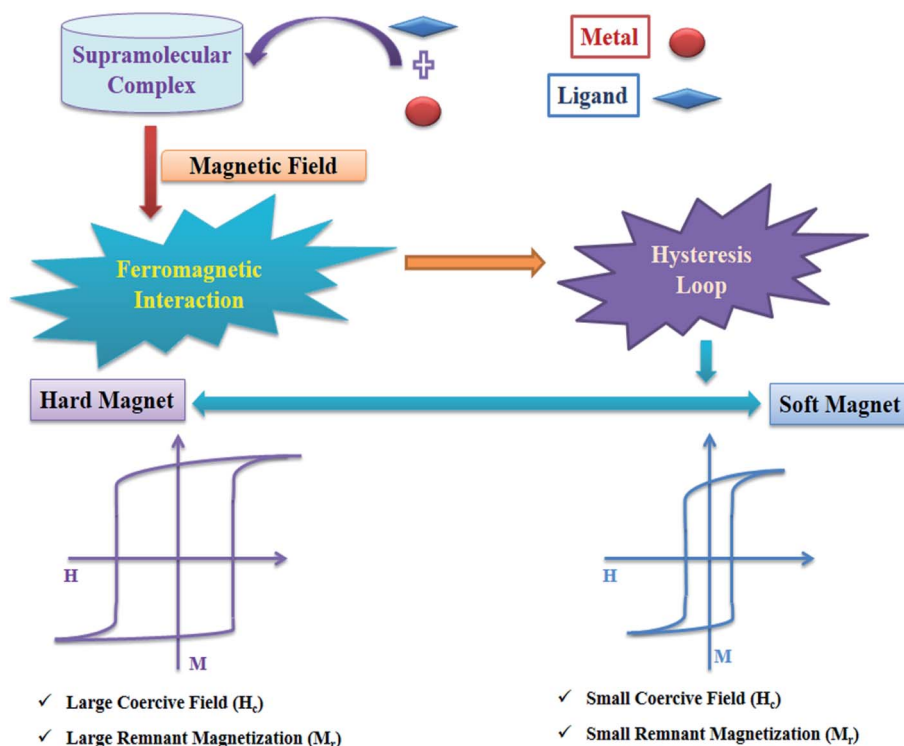 Supramolecular
Complex
Metal
Ligand
Magnetic Field
Ferromagnetic
Interaction
Hysteresis
Loop
Hard Magnet
Soft Magnet
H
M
H
M
✓ Large Coercive Field (Hc)
✓ Large Remnant Magnetization (Mr)
✓ Small Coercive Field (Hc)
✓ Small Remnant Magnetization (Mr)